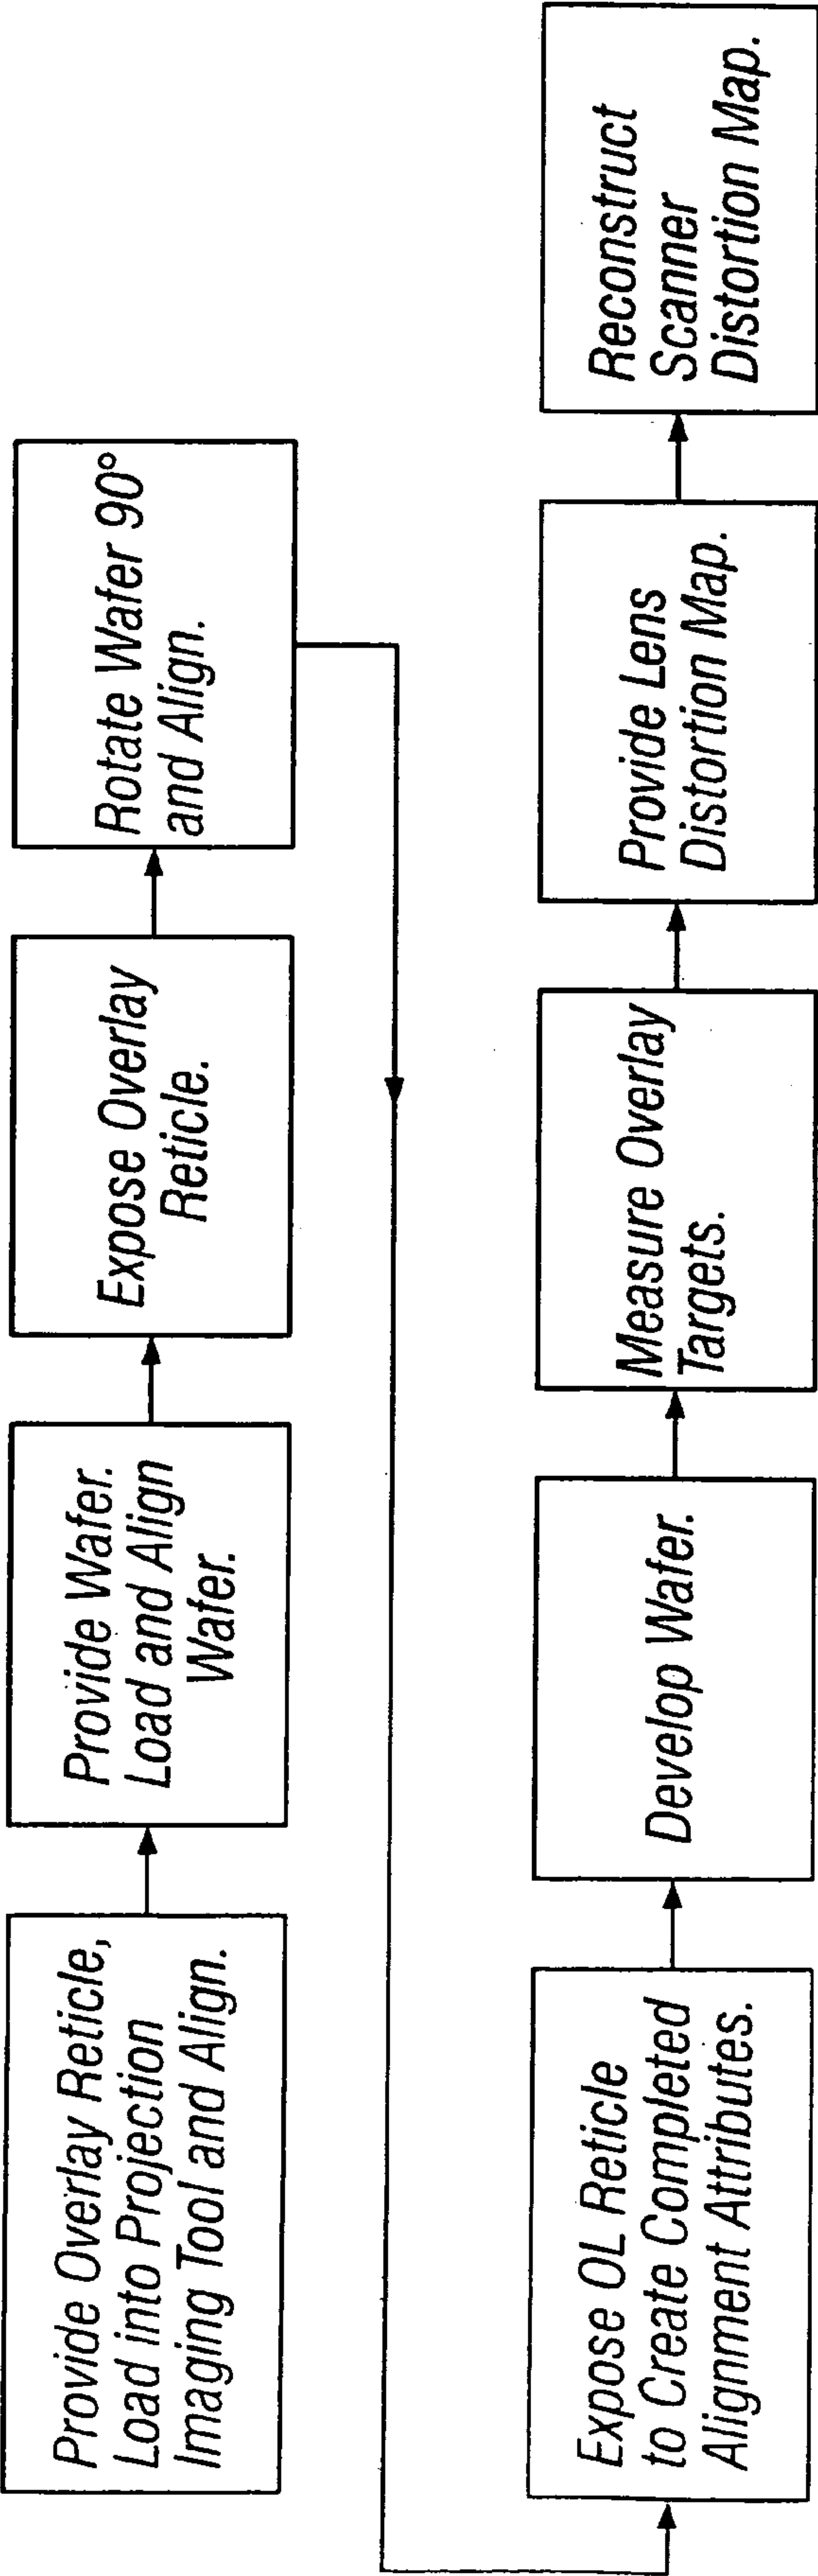 Provide Overlay Reticle,
Load into Projection
Imaging Tool and Align.
Provide Wafer.
Load and Align
Wafer.
Expose Overlay
Reticle.
Rotate Wafer 90°
and Align.
Expose OL Reticle
to Create Completed
Alignment Attributes.
Develop Wafer.
Measure Overlay
Targets.
Provide Lens
Distortion Map.
Reconstruct
Scanner
Distortion Map.